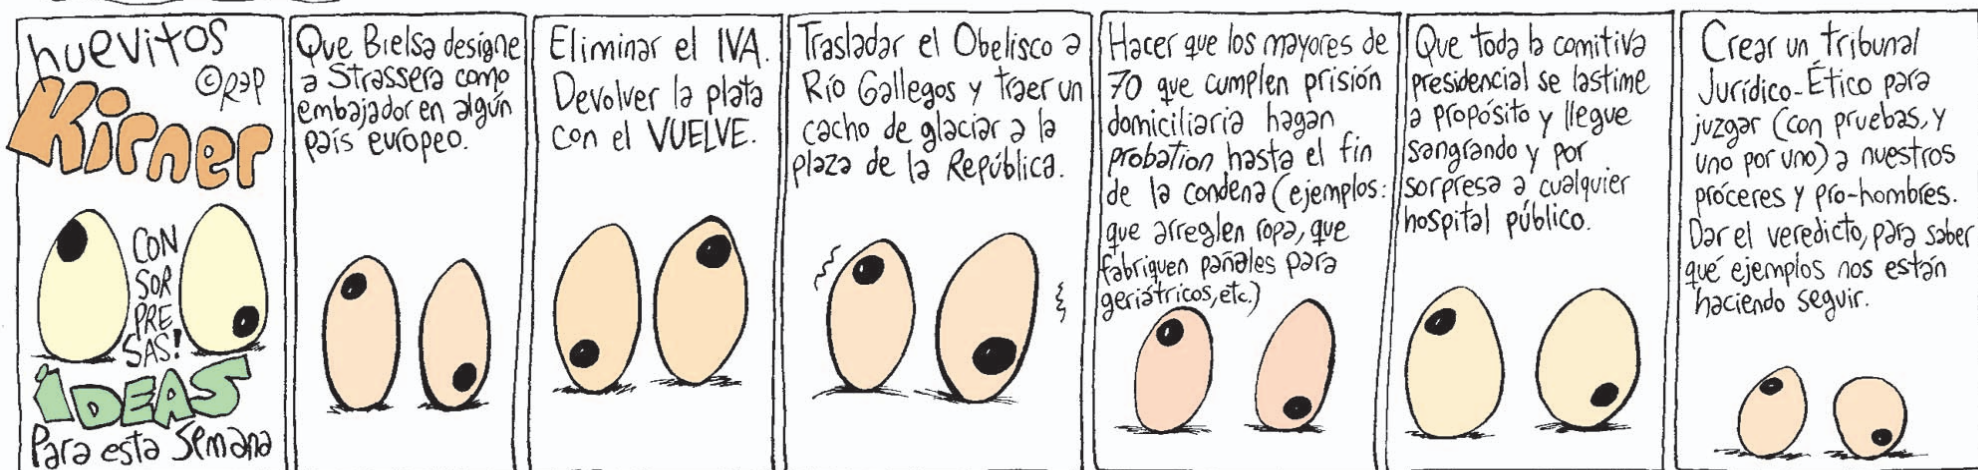 huevitos
©REP
Kirner
CON
SOR
PRE
SAS!
IDEAS
Para esta semana
Que Bielsa designe
a Strassera como
embajador en algún
país europeo.
Eliminar el IVA.
Devolver la plata
con el VUELVE.
Trasladar el Obelisco a
Río Gallegos y traer un
cacho de glaciar a la
plaza de la República.
Hacer que los mayores de
70 que cumplen prisión
domiciliaria hagan
probation hasta el fin
de la condena (ejemplos:
que arreglen ropa, que
fabriquen pañales para
geriátricos, etc.)
Que toda la comitiva
presidencial se lastime
a propósito y llegue
sangrando y por
sorpresa a cualquier
hospital público.
Crear un tribunal
Jurídico-Ético para
juzgar (con pruebas, y
uno por uno) a nuestros
próceres y pro-hombres.
Dar el veredicto, para saber
qué ejemplos nos están
haciendo seguir.